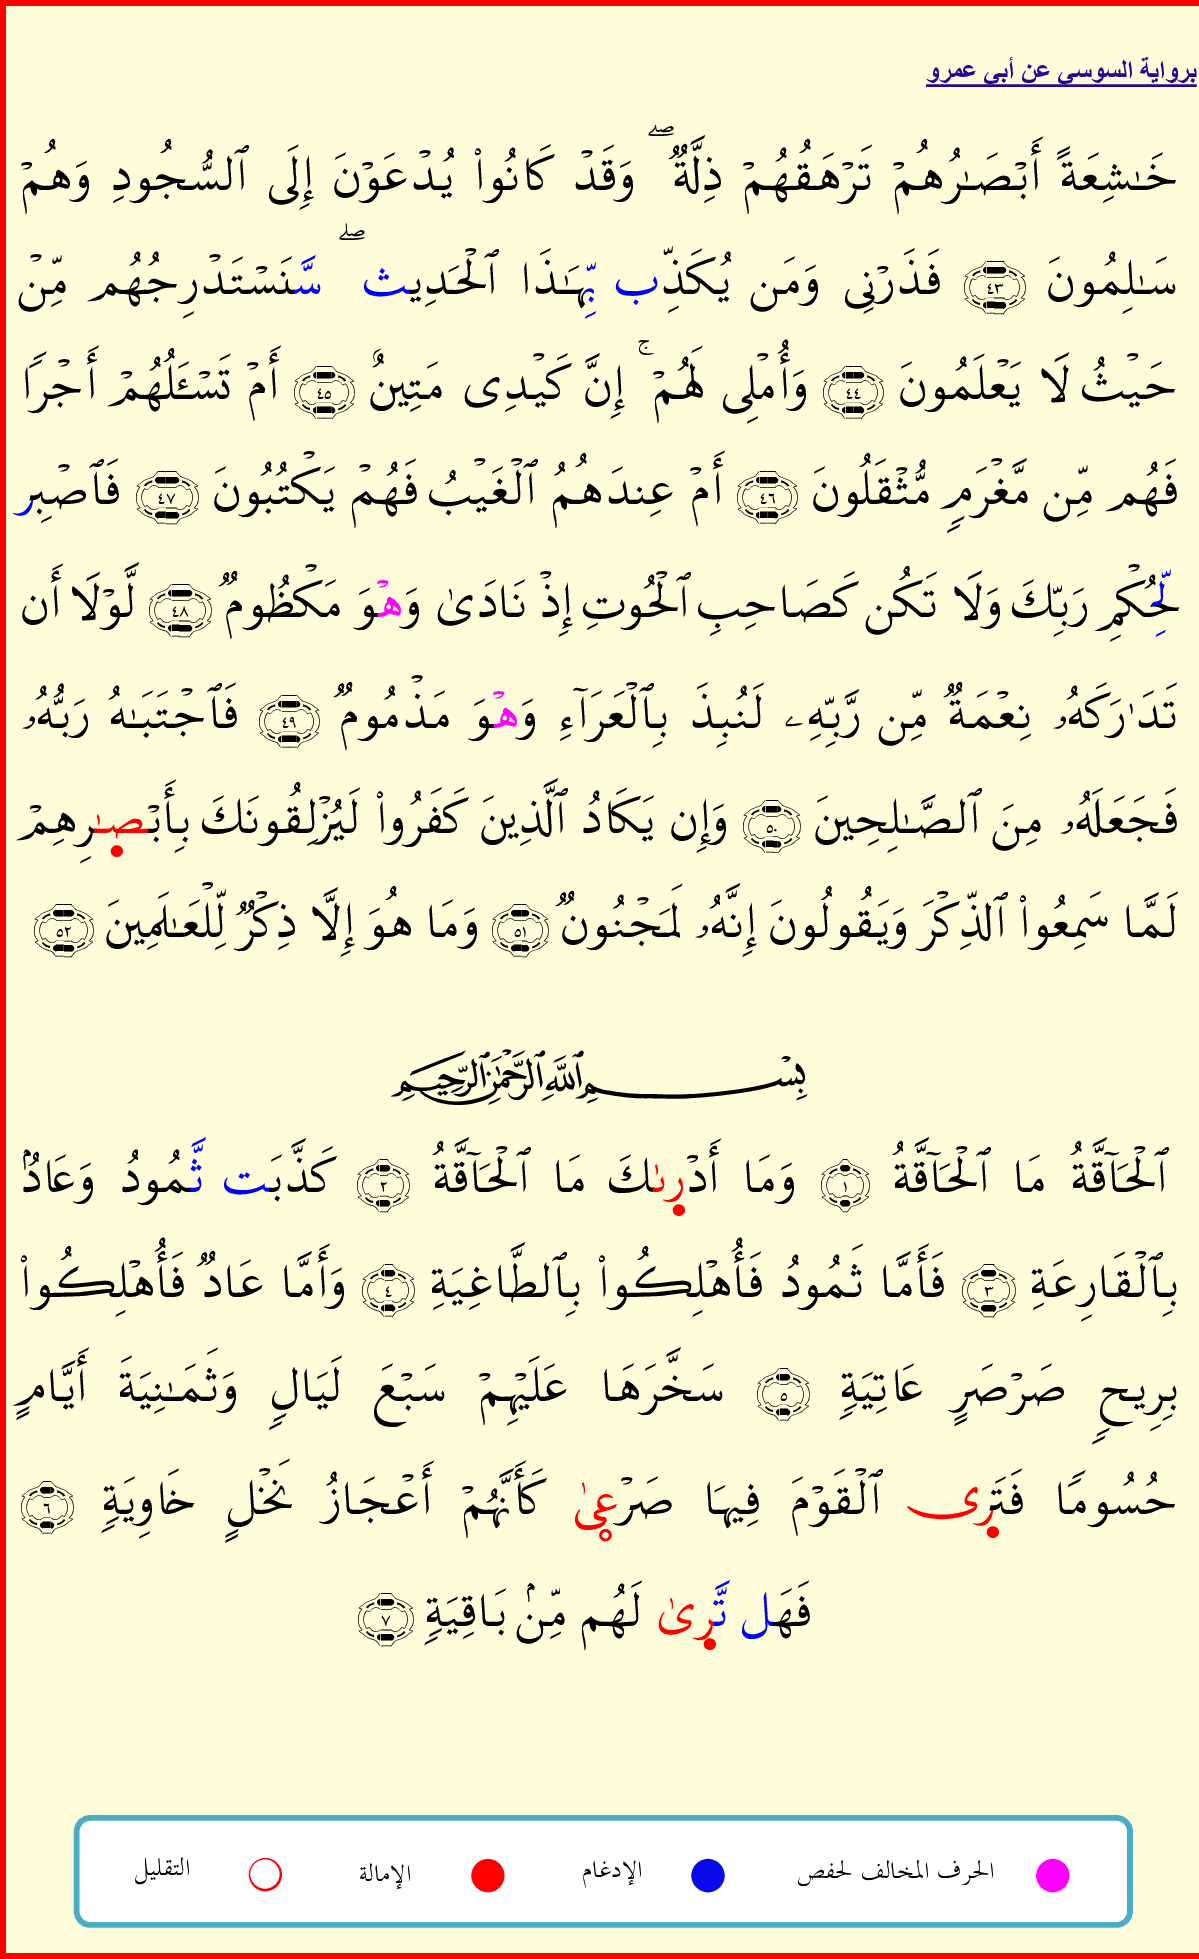 برواية السوسي عن أبي عمرو
خَٰشِعَةً أَبْصَٰرُهُمْ تَرْهَقُهُمْ ذِلَّةٌ ۖ وَقَدْ كَانُوا۟ يُدْعَوْنَ إِلَى ٱلسُّجُودِ وَهُمْ
سَٰلِمُونَ ٤٣ فَذَرْنِى وَمَن يُكَذِّب بِّهَٰذَا ٱلْحَدِيث ۖ سَّنَسْتَدْرِجُهُم مِّنْ
حَيْثُ لَا يَعْلَمُونَ ٤٤ وَأُمْلِى لَهُمْ ۚ إِنَّ كَيْدِى مَتِينٌ ٤٥ أَمْ تَسْـَٔلُهُمْ أَجْرًا
فَهُم مِّن مَّغْرَمٍ مُّثْقَلُونَ ٤٦ أَمْ عِندَهُمُ ٱلْغَيْبُ فَهُمْ يَكْتُبُونَ ٤٧ فَٱصْبِر
لِّحُكْمِ رَبِّكَ وَلَا تَكُن كَصَاحِبِ ٱلْحُوتِ إِذْ نَادَىٰ وَهْوَ مَكْظُومٌ ٤٨ لَّوْلَا أَن
تَدَٰرَكَهُۥ نِعْمَةٌ مِّن رَّبِّهِۦ لَنُبِذَ بِٱلْعَرَآءِ وَهْوَ مَذْمُومٌ ٤٩ فَٱجْتَبَٰهُ رَبُّهُۥ
فَجَعَلَهُۥ مِنَ ٱلصَّٰلِحِينَ ٥٠ وَإِن يَكَادُ ٱلَّذِينَ كَفَرُوا۟ لَيُزْلِقُونَكَ بِأَبْصَٰرِهِمْ
لَمَّا سَمِعُوا۟ ٱلذِّكْرَ وَيَقُولُونَ إِنَّهُۥ لَمَجْنُونٌ ٥١ وَمَا هُوَ إِلَّا ذِكْرٌ لِّلْعَٰلَمِينَ ٥٢
بِسْمِ ٱللَّهِ ٱلرَّحْمَٰنِ ٱلرَّحِيمِ
ٱلْحَآقَّةُ مَا ٱلْحَآقَّةُ ١ وَمَا أَدْرِىٰكَ مَا ٱلْحَآقَّةُ ٢ كَذَّبَت ثَّمُودُ وَعَادٌۢ
بِٱلْقَارِعَةِ ٣ فَأَمَّا ثَمُودُ فَأُهْلِكُوا۟ بِٱلطَّاغِيَةِ ٤ وَأَمَّا عَادٌ فَأُهْلِكُوا۟
بِرِيحٍ صَرْصَرٍ عَاتِيَةٍ ٥ سَخَّرَهَا عَلَيْهِمْ سَبْعَ لَيَالٍ وَثَمَٰنِيَةَ أَيَّامٍ
حُسُومًا فَتَرِى ٱلْقَوْمَ فِيهَا صَرْعِىٰ كَأَنَّهُمْ أَعْجَازُ نَخْلٍ خَاوِيَةٍ ٦
فَهَل تَّرِىٰ لَهُم مِّنۢ بَاقِيَةٍ ٧
الحرف المخالف لحفص الإدغام الإمالة التقليل